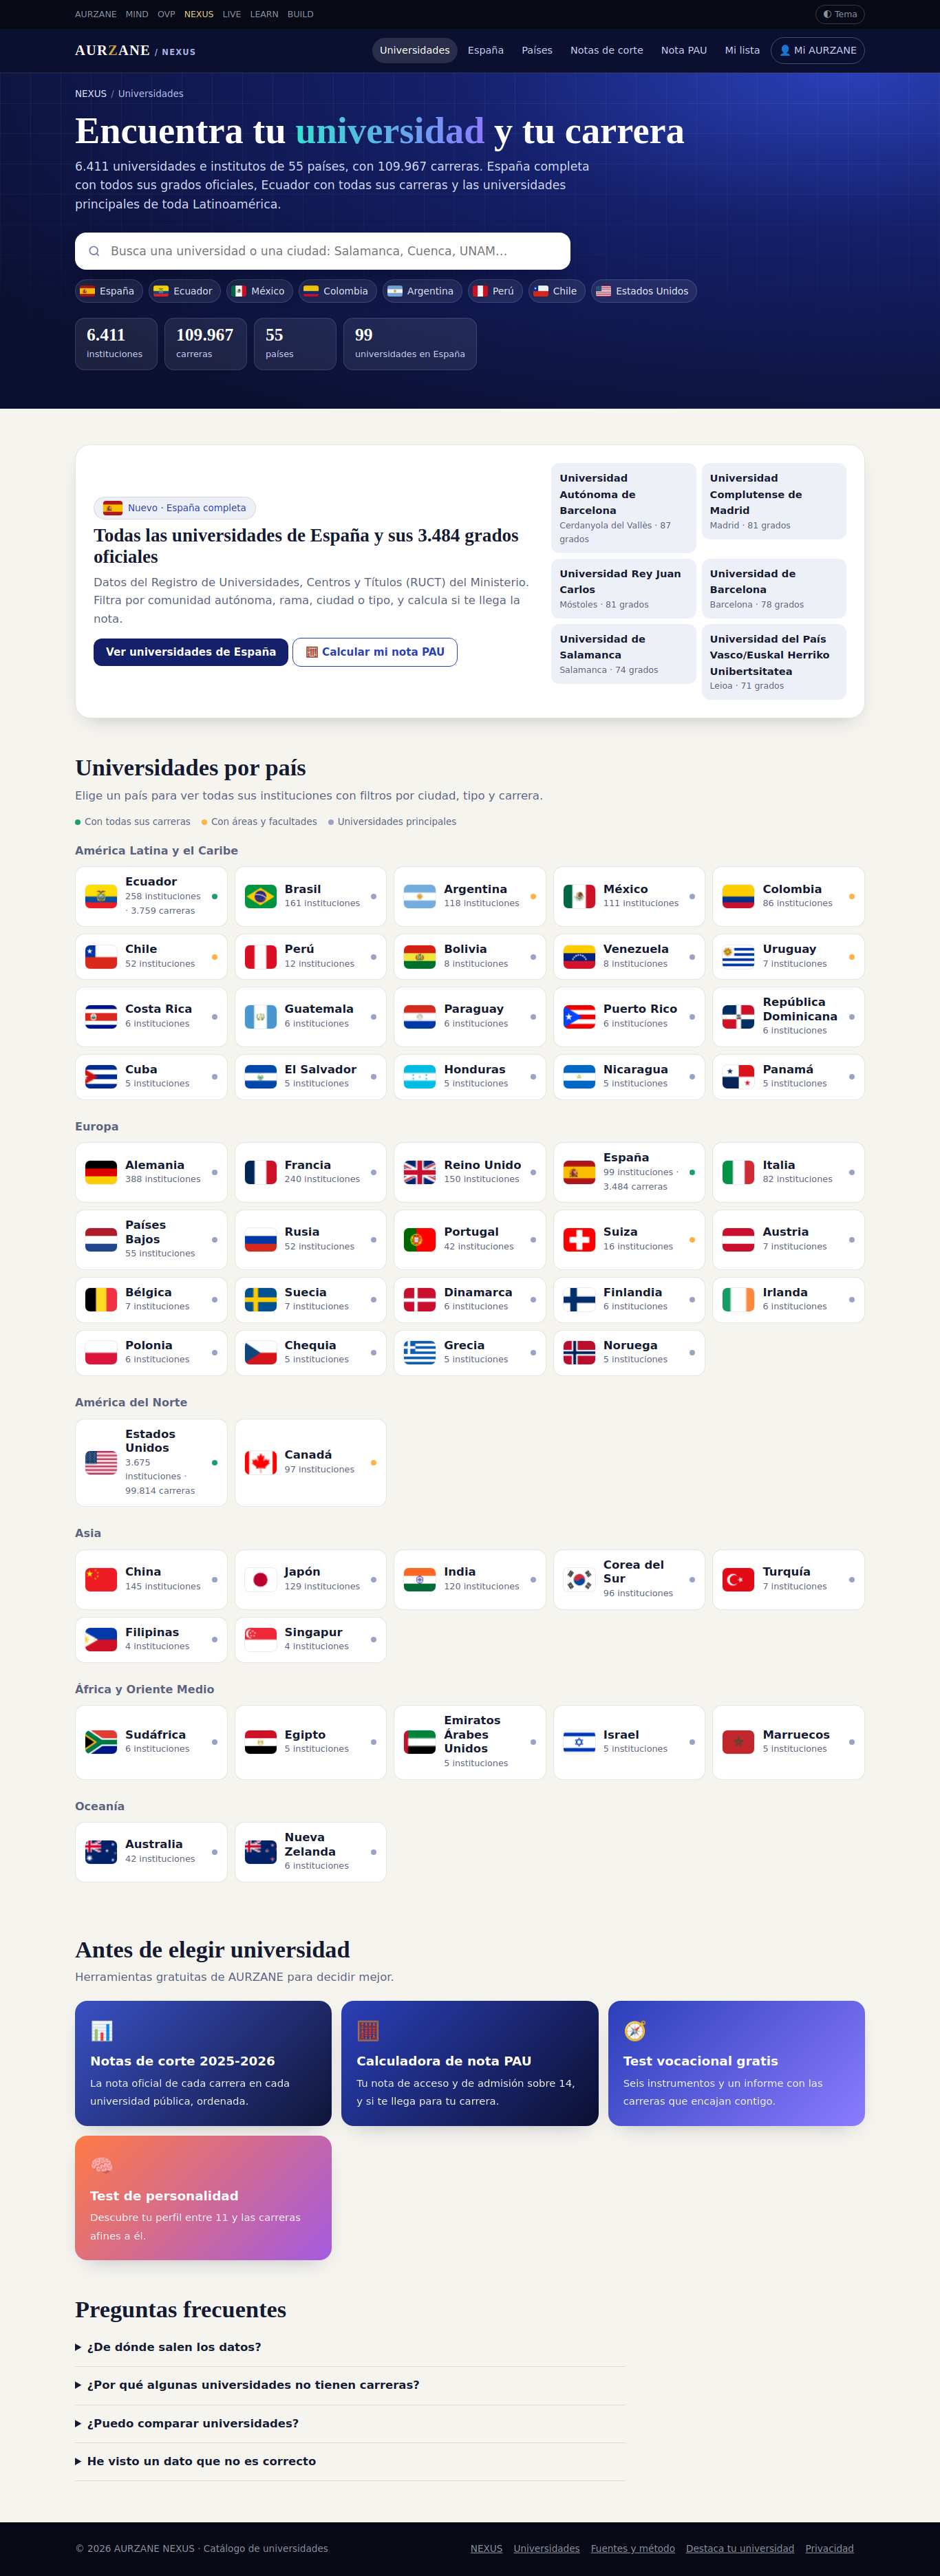 AURZANE MIND OVP NEXUS LIVE LEARN BUILD
Tema
AURZANE / NEXUS
Universidades España Países Notas de corte Nota PAU Mi lista Mi AURZANE
NEXUS / Universidades
Encuentra tu universidad y tu carrera
6.411 universidades e institutos de 55 países, con 109.967 carreras. España completa
con todos sus grados oficiales, Ecuador con todas sus carreras y las universidades
principales de toda Latinoamérica.
Busca una universidad o una ciudad: Salamanca, Cuenca, UNAM...
España Ecuador México Colombia Argentina Perú Chile Estados Unidos
6.411
instituciones
109.967
carreras
55
países
99
universidades en España
Nuevo · España completa
Todas las universidades de España y sus 3.484 grados
oficiales
Datos del Registro de Universidades, Centros y Títulos (RUCT) del Ministerio.
Filtra por comunidad autónoma, rama, ciudad o tipo, y calcula si te llega la
nota.
Ver universidades de España
Calcular mi nota PAU
Universidad
Autónoma de
Barcelona
Cerdanyola del Vallès · 87
grados
Universidad
Complutense de
Madrid
Madrid · 81 grados
Universidad Rey Juan
Carlos
Móstoles · 81 grados
Universidad de
Barcelona
Barcelona · 78 grados
Universidad de
Salamanca
Salamanca · 74 grados
Universidad del País
Vasco/Euskal Herriko
Unibertsitatea
Leioa · 71 grados
Universidades por país
Elige un país para ver todas sus instituciones con filtros por ciudad, tipo y carrera.
Con todas sus carreras Con áreas y facultades Universidades principales
América Latina y el Caribe
Ecuador
258 instituciones
· 3.759 carreras
Brasil
161 instituciones
Argentina
118 instituciones
México
111 instituciones
Colombia
86 instituciones
Chile
52 instituciones
Perú
12 instituciones
Bolivia
8 instituciones
Venezuela
8 instituciones
Uruguay
7 instituciones
Costa Rica
6 instituciones
Guatemala
6 instituciones
Paraguay
6 instituciones
Puerto Rico
6 instituciones
República
Dominicana
6 instituciones
Cuba
5 instituciones
El Salvador
5 instituciones
Honduras
5 instituciones
Nicaragua
5 instituciones
Panamá
5 instituciones
Europa
Alemania
388 instituciones
Francia
240 instituciones
Reino Unido
150 instituciones
España
99 instituciones ·
3.484 carreras
Italia
82 instituciones
Países
Bajos
55 instituciones
Rusia
52 instituciones
Portugal
42 instituciones
Suiza
16 instituciones
Austria
7 instituciones
Bélgica
7 instituciones
Suecia
7 instituciones
Dinamarca
6 instituciones
Finlandia
6 instituciones
Irlanda
6 instituciones
Polonia
6 instituciones
Chequia
5 instituciones
Grecia
5 instituciones
Noruega
5 instituciones
América del Norte
Estados
Unidos
3.675
instituciones ·
99.814 carreras
Canadá
97 instituciones
Asia
China
145 instituciones
Japón
129 instituciones
India
120 instituciones
Corea del
Sur
96 instituciones
Turquía
7 instituciones
Filipinas
4 instituciones
Singapur
4 instituciones
África y Oriente Medio
Sudáfrica
6 instituciones
Egipto
5 instituciones
Emiratos
Árabes
Unidos
5 instituciones
Israel
5 instituciones
Marruecos
5 instituciones
Oceanía
Australia
42 instituciones
Nueva
Zelanda
6 instituciones
Antes de elegir universidad
Herramientas gratuitas de AURZANE para decidir mejor.
Notas de corte 2025-2026
La nota oficial de cada carrera en cada
universidad pública, ordenada.
Calculadora de nota PAU
Tu nota de acceso y de admisión sobre 14,
y si te llega para tu carrera.
Test vocacional gratis
Seis instrumentos y un informe con las
carreras que encajan contigo.
Test de personalidad
Descubre tu perfil entre 11 y las carreras
afines a él.
Preguntas frecuentes
¿De dónde salen los datos?
¿Por qué algunas universidades no tienen carreras?
¿Puedo comparar universidades?
He visto un dato que no es correcto
© 2026 AURZANE NEXUS · Catálogo de universidades
NEXUS Universidades Fuentes y método Destaca tu universidad Privacidad